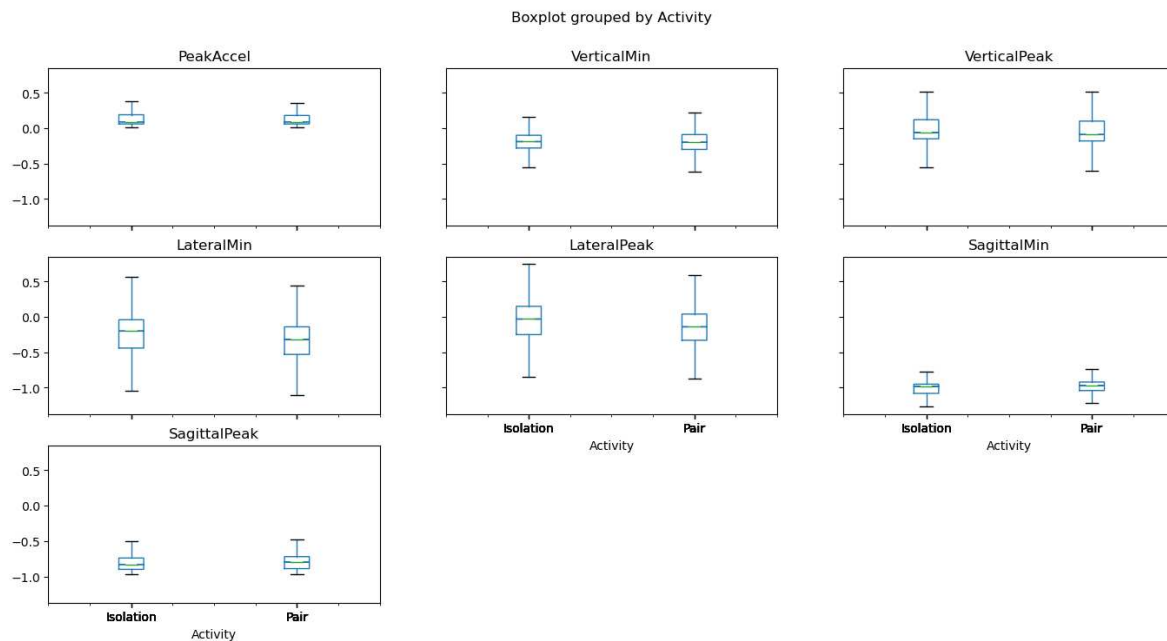 Boxplot grouped by Activity
PeakAccel
VerticalMin
VerticalPeak
0.5
0.0
−0.5
−1.0
LateralMin
LateralPeak
SagittalMin
0.5
0.0
−0.5
−1.0
Isolation
Pair
Activity
Isolation
Pair
Activity
SagittalPeak
0.5
0.0
−0.5
−1.0
Isolation
Pair
Activity